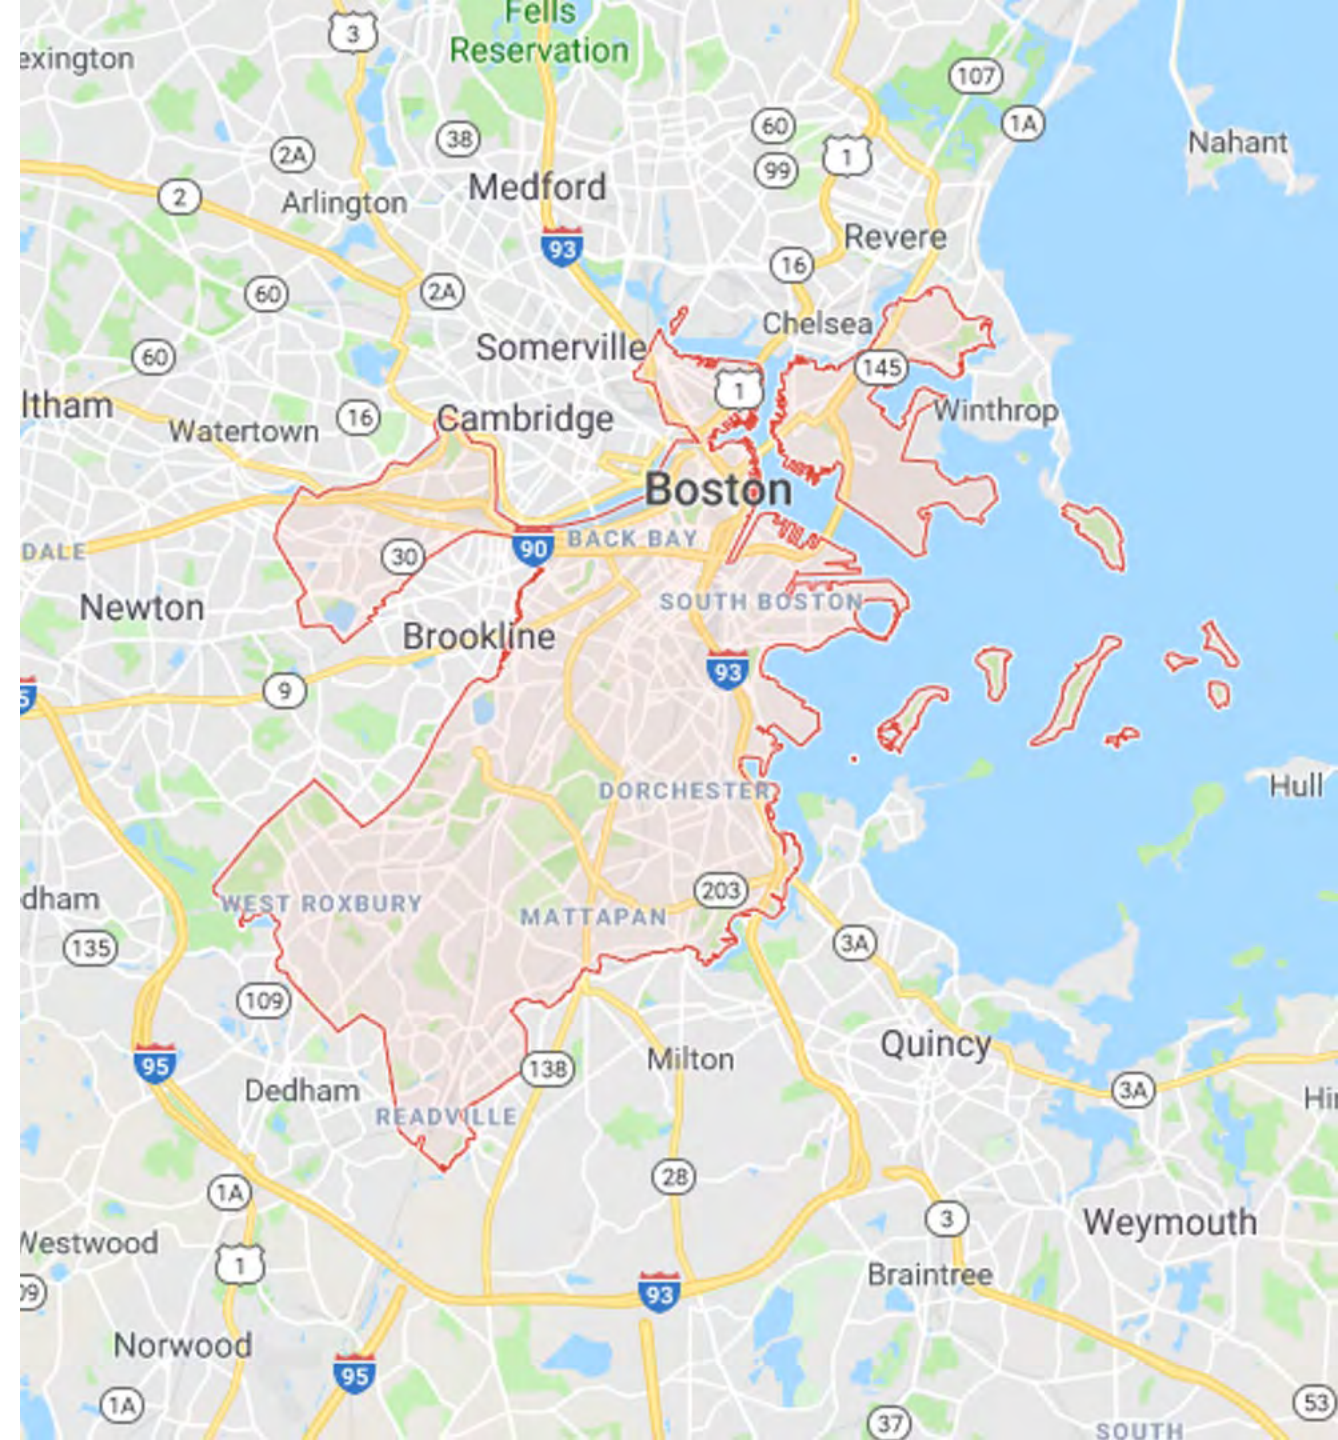 Fells
Reservation
3
exington
107
1A
60
38
Nahant
2A
1
99
2
Medford
Arlington
93
Revere
16
60
2A
Chelsea
Somerville
60
145
1
ltham
16
Cambridge
Winthrop
Watertown
Boston
BACK BAY
90
DALE
30
SOUTH BOSTON
Newton
Brookline
93
9
5
Hull
DORCHESTER
203
dham
WEST ROXBURY
MATTAPAN
135
3A
109
Quincy
95
Milton
138
Dedham
3A
Hi
READVILLE
28
1A
3
Weymouth
Westwood
1
Braintree
93
09
Norwood
95
1A
53
37
SOUTH